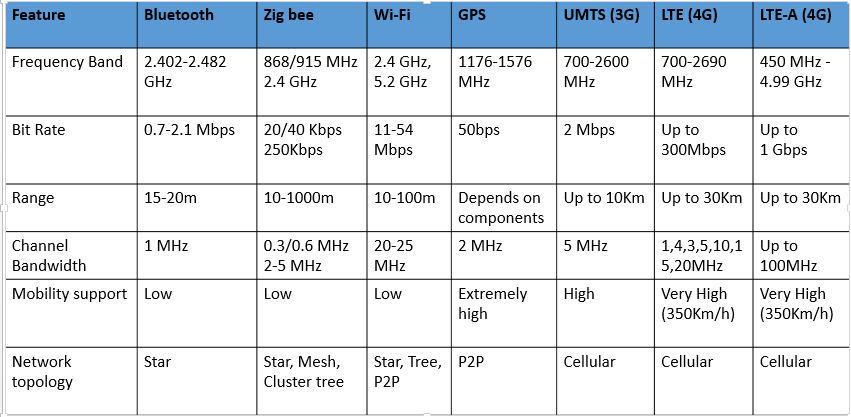 Feature Bluetooth Zig bee Wi-Fi GPS UMTS (3G) LTE (4G) LTE-A (4G)
Frequency Band 2.402-2.482 868/915 MHz 2.4 GHz, 1176-1576 700-2600 700-2690 450 MHz -
GHz 2.4 GHz 5.2 GHz MHz MHz MHz 4.99 GHz
Bit Rate 0.7-2.1 Mbps 20/40 Kbps 11-54 50bps 2 Mbps Up to Up to
250Kbps Mbps 300Mbps 1 Gbps
Range 15-20m 10-1000m 10-100m Depends on Up to 10Km Up to 30Km Up to 30Km
components
Channel 1 MHz 0.3/0.6 MHz 20-25 2 MHz 5 MHz 1,4,3,5,10,1 Up to
Bandwidth 2-5 MHz MHz 5,20MHz 100MHz
Mobility support Low Low Low Extremely High Very High Very High
high (350Km/h) (350Km/h)
Network Star Star, Mesh, Star, Tree, P2P Cellular Cellular Cellular
topology Cluster tree P2P